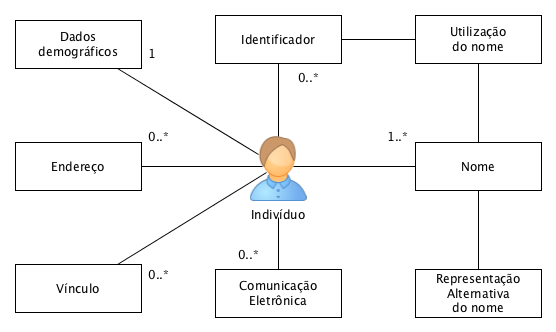 Dados
demográficos
1
Identificador
0..*
Utilização
do nome
Endereço
0..*
Indivíduo
1..*
Nome
Vínculo
0..*
0..*
Comunicação
Eletrônica
Representação
Alternativa
do nome